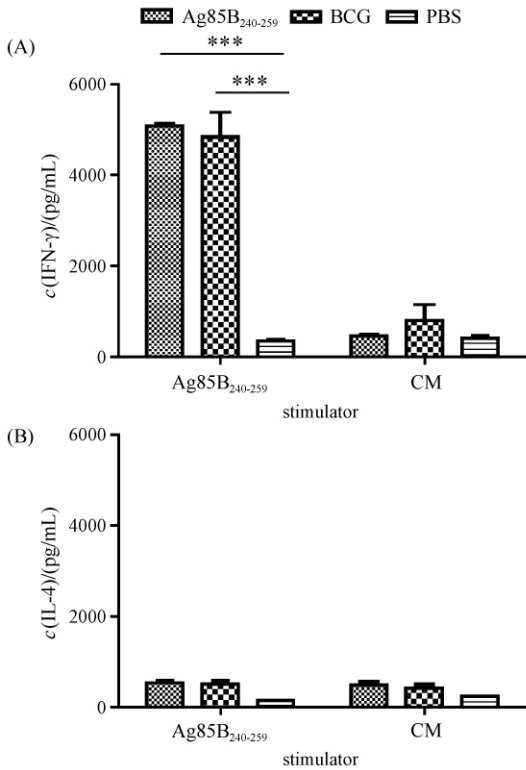 Ag85B240-259 BCG PBS
(A)
***
***
6000
4000
2000
0
c(IFN-γ)/(pg/mL)
Ag85B240-259 CM
stimulator
(B)
6000
4000
2000
0
c(IL-4)/(pg/mL)
Ag85B240-259 CM
stimulator